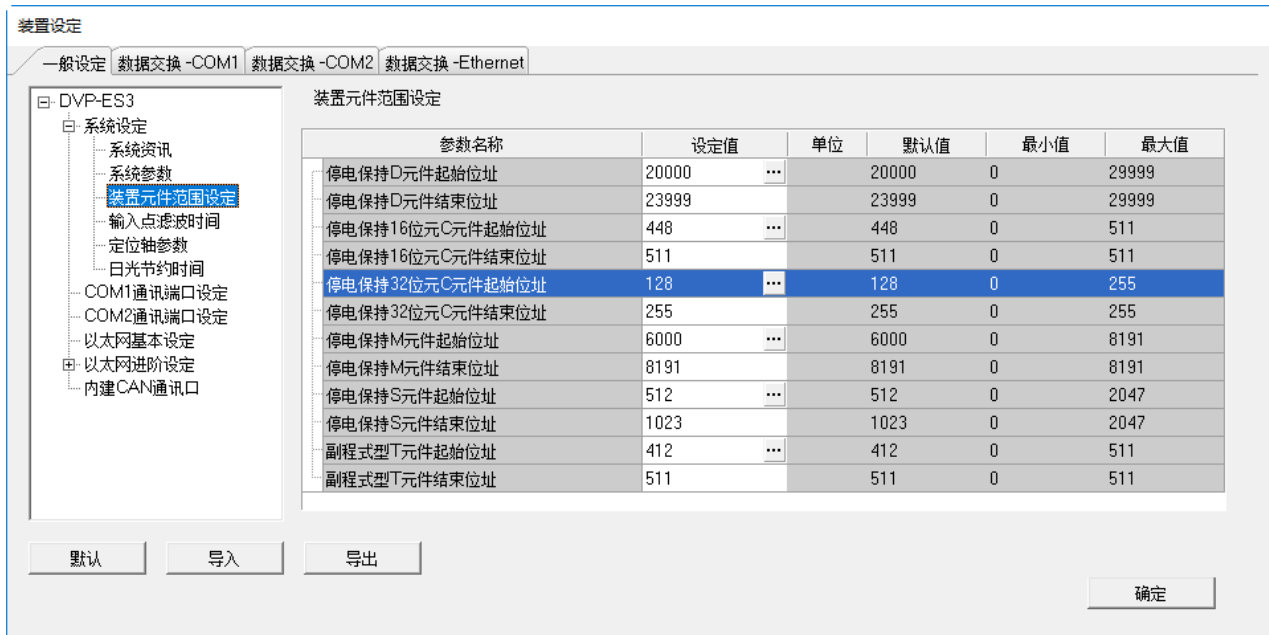 装置设定
一般设定 数据交换 -COM1 数据交换 -COM2 数据交换 -Ethernet
DVP-ES3
系统设定
系统资讯
系统参数
装置元件范围设定
输入点滤波时间
定位轴参数
日光节约时间
COM1通讯端口设定
COM2通讯端口设定
以太网基本设定
以太网进阶设定
内建CAN通讯口
装置元件范围设定
参数名称 设定值 单位 默认值 最小值 最大值
停电保持D元件起始位址 20000 ... 20000 0 29999
停电保持D元件结束位址 23999 23999 0 29999
停电保持16位元C元件起始位址 448 ... 448 0 511
停电保持16位元C元件结束位址 511 511 0 511
停电保持32位元C元件起始位址 128 ... 128 0 255
停电保持32位元C元件结束位址 255 255 0 255
停电保持M元件起始位址 6000 ... 6000 0 8191
停电保持M元件结束位址 8191 8191 0 8191
停电保持S元件起始位址 512 ... 512 0 2047
停电保持S元件结束位址 1023 1023 0 2047
副程式型T元件起始位址 412 ... 412 0 511
副程式型T元件结束位址 511 511 0 511
默认 导入 导出
确定